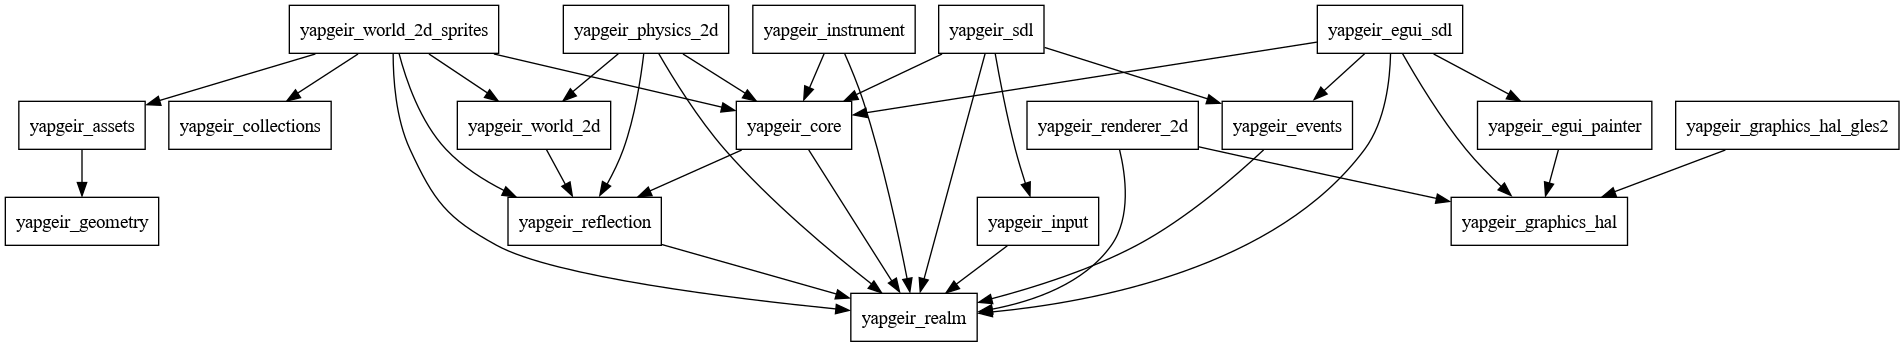 yapgeir_world_2d_sprites
yapgeir_physics_2d
yapgeir_instrument
yapgeir_sdl
yapgeir_egui_sdl
yapgeir_assets
yapgeir_collections
yapgeir_world_2d
yapgeir_core
yapgeir_renderer_2d
yapgeir_events
yapgeir_egui_painter
yapgeir_graphics_hal_gles2
yapgeir_geometry
yapgeir_reflection
yapgeir_input
yapgeir_graphics_hal
yapgeir_realm